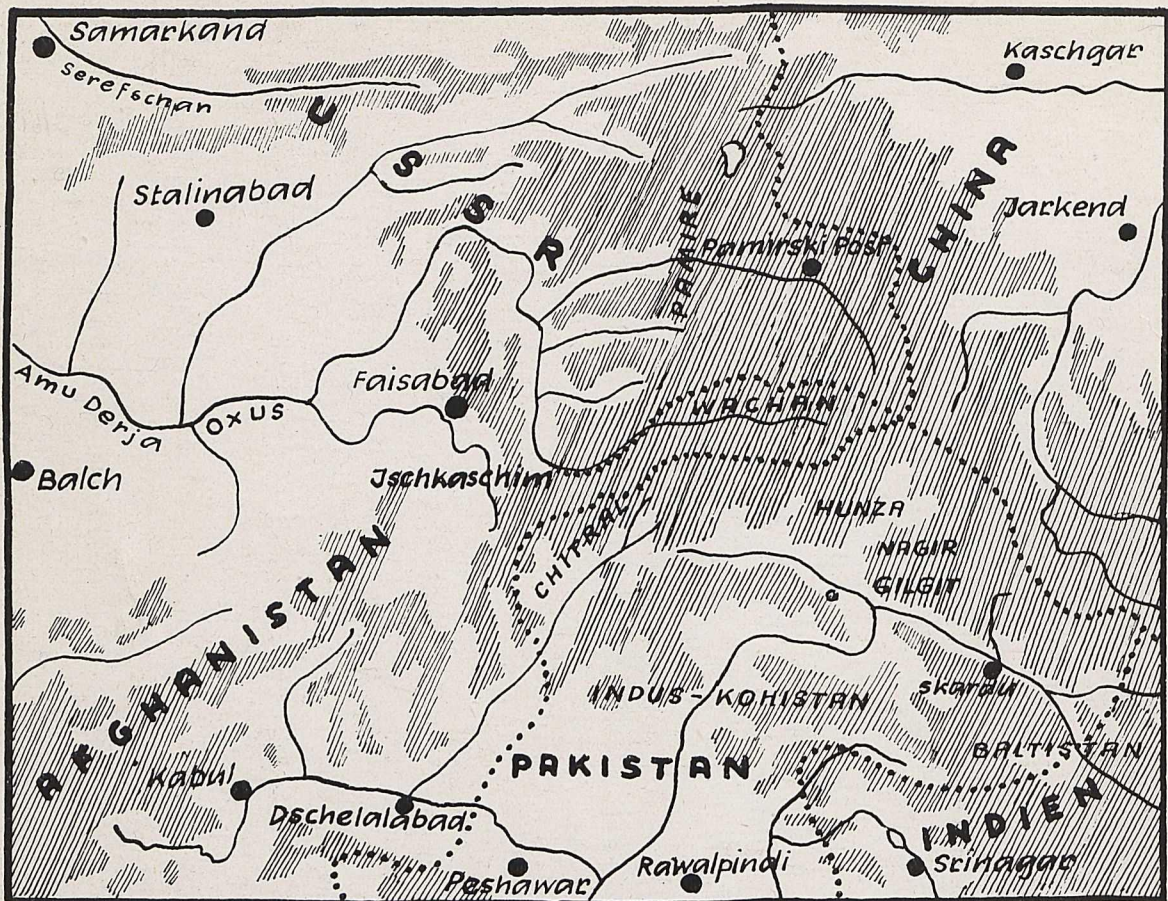 Samarkand
Kaschgar
Serefschan
USSR
CHINA
Stalinabad
Jarkend
PAMIRE
Pamirski Post
Amu Derja
OXUS
Faisabad
WACHAN
Balch
Jschkaschim
CHITRAL
HUNZA
NAGIR
GILGIT
AFGHANISTAN
INDUS-KOHISTAN
Skardu
BALTISTAN
PAKISTAN
Kabul
Dschelalabad
INDIEN
Peshawar
Rawalpindi
Srinagar